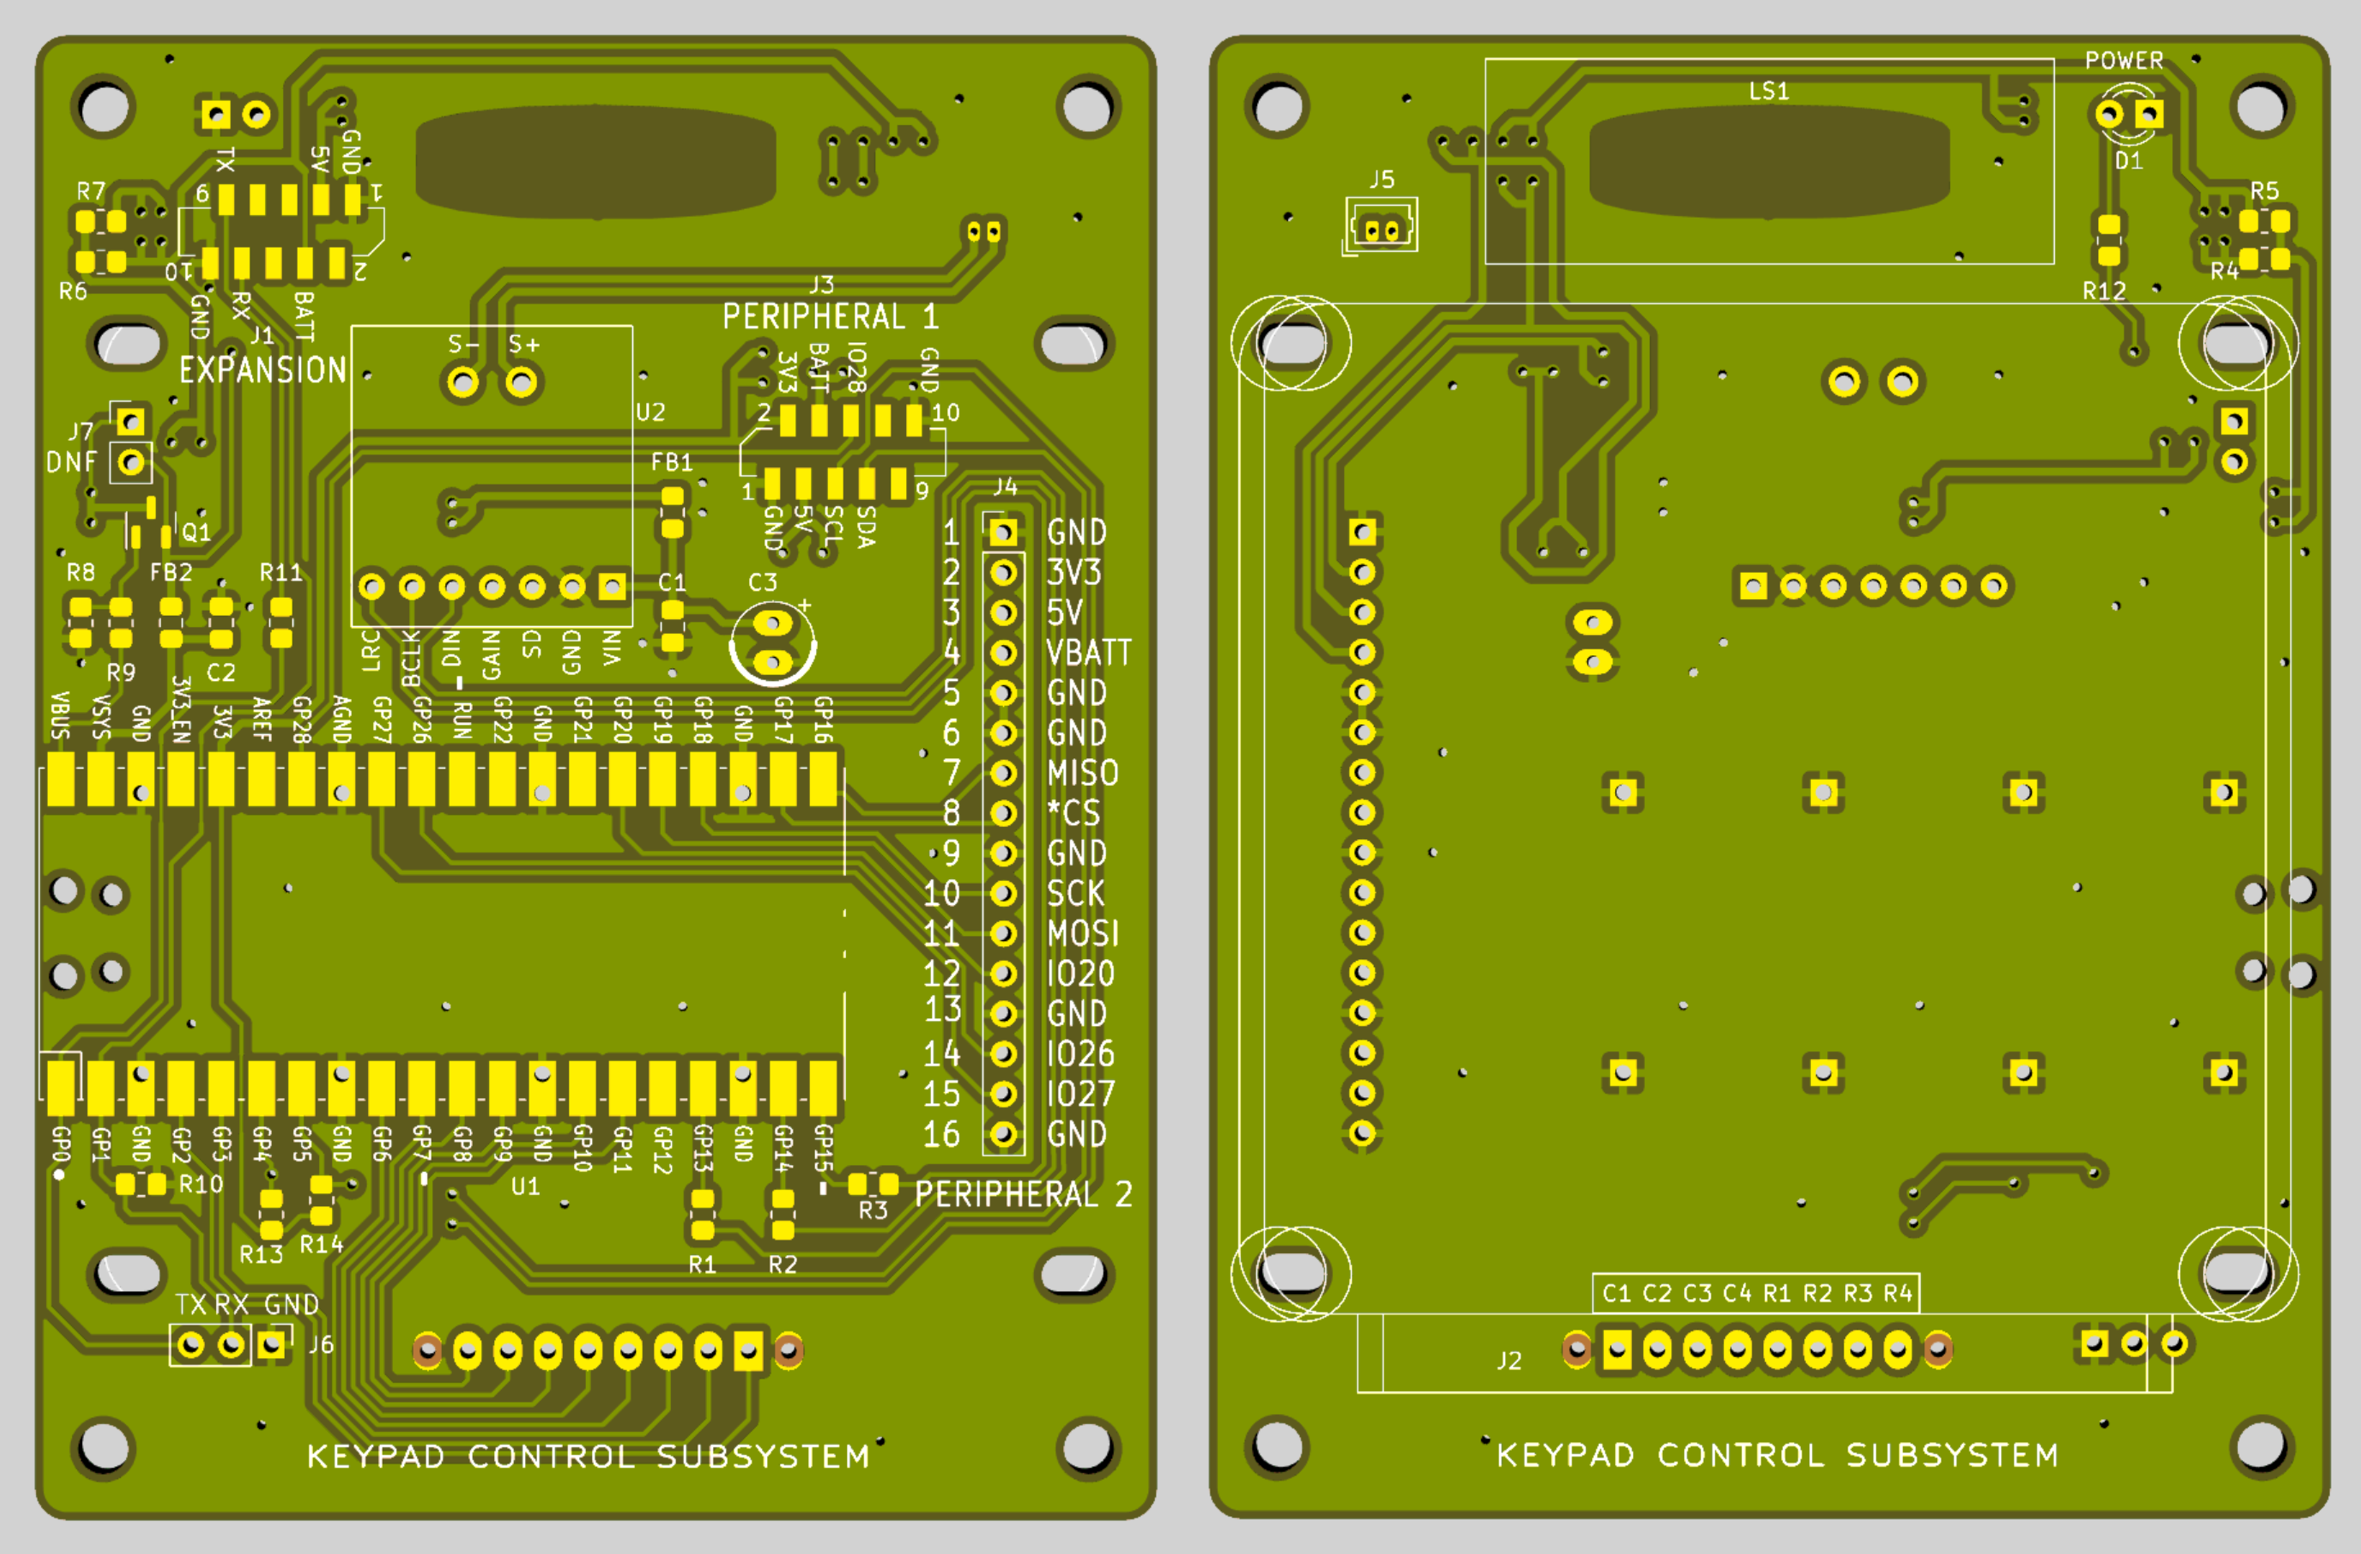 TX
5V
GND
R7
9
1
10
2
R6
GND
RX
BATT
J1
EXPANSION
J3
PERIPHERAL 1
S-
S+
3V3
BATT
IO28
GND
U2
2
10
J7
DNF
FB1
1
9
J4
GND
5V
SCL
SDA
Q1
R8
FB2
R11
C1
C3
+
R9
C2
LRC
BCLK
DIN
GAIN
SD
GND
VIN
1 GND
2 3V3
3 5V
4 VBATT
5 GND
6 GND
7 MISO
8 *CS
9 GND
10 SCK
11 MOSI
12 IO20
13 GND
14 IO26
15 IO27
16 GND
VBUS
VSYS
GND
3V3_EN
3V3
AREF
GP28
AGND
GP27
GP26
RUN
GP22
GND
GP21
GP20
GP19
GP18
GND
GP17
GP16
GP0
GP1
GND
GP2
GP3
GP4
GP5
GND
GP6
GP7
GP8
GP9
GND
GP10
GP11
GP12
GP13
GND
GP14
GP15
R10
U1
R3
PERIPHERAL 2
R13
R14
R1
R2
TX RX GND
J6
KEYPAD CONTROL SUBSYSTEM
POWER
LS1
D1
J5
R5
R4
R12
C1 C2 C3 C4 R1 R2 R3 R4
J2
KEYPAD CONTROL SUBSYSTEM